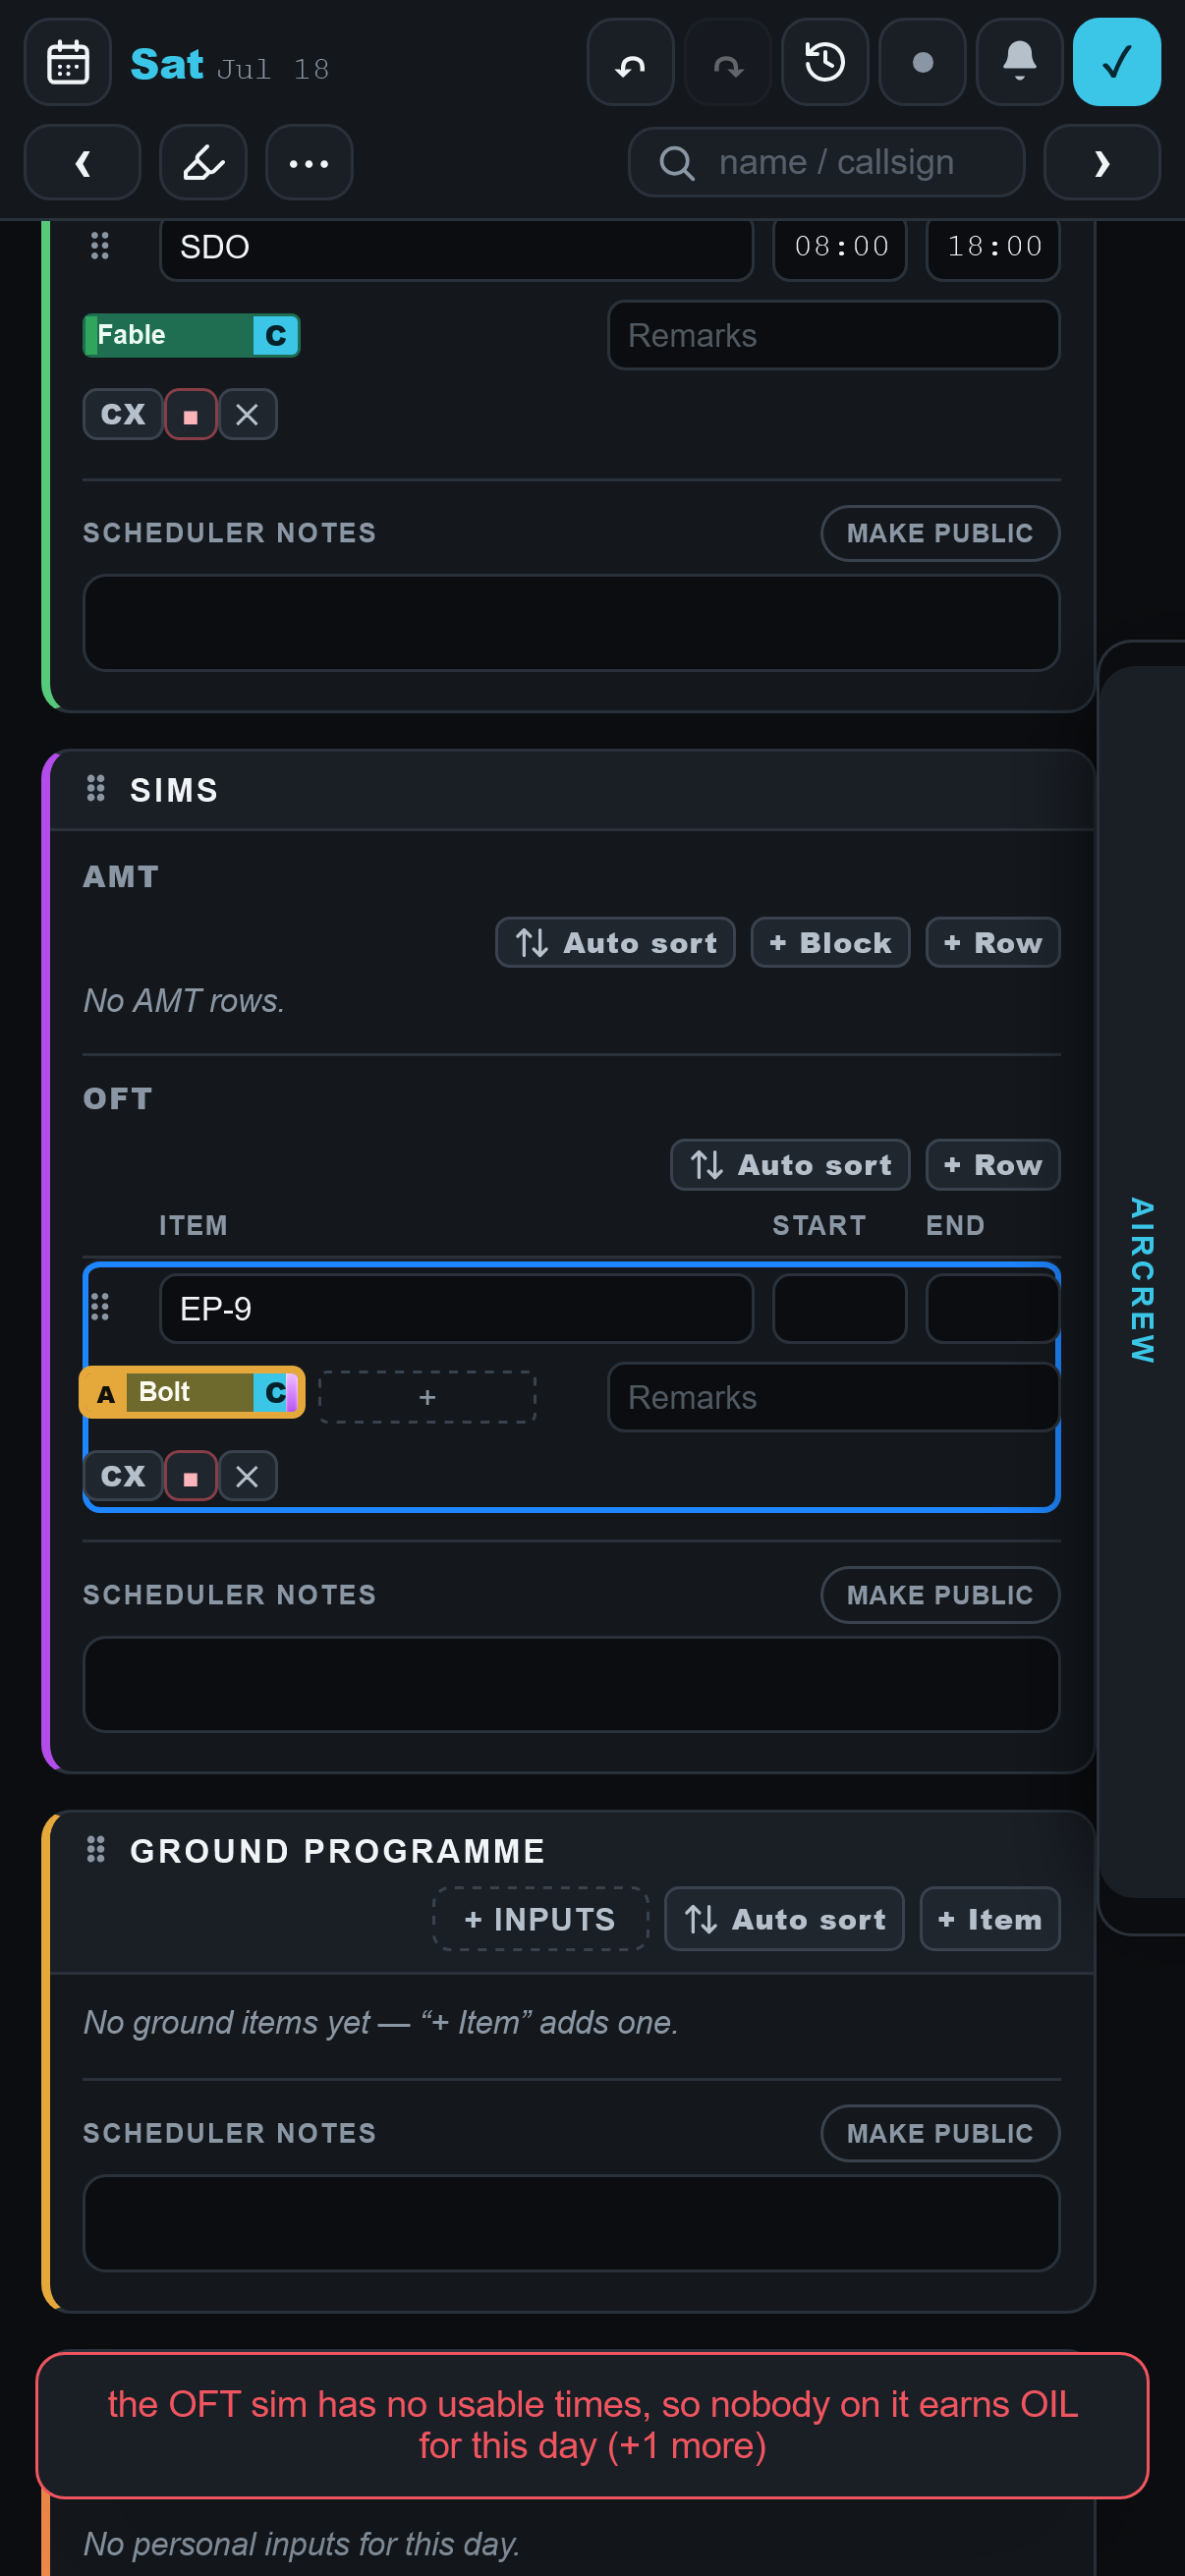 Sat Jul 18
name / callsign
SDO 08:00 18:00
Fable C Remarks
CX
SCHEDULER NOTES MAKE PUBLIC
SIMS
AMT
Auto sort + Block + Row
No AMT rows.
OFT
Auto sort + Row
ITEM START END
EP-9
A Bolt C + Remarks
CX
SCHEDULER NOTES MAKE PUBLIC
AIRCREW
GROUND PROGRAMME
+ INPUTS Auto sort + Item
No ground items yet — “+ Item” adds one.
SCHEDULER NOTES MAKE PUBLIC
the OFT sim has no usable times, so nobody on it earns OIL
for this day (+1 more)
No personal inputs for this day.